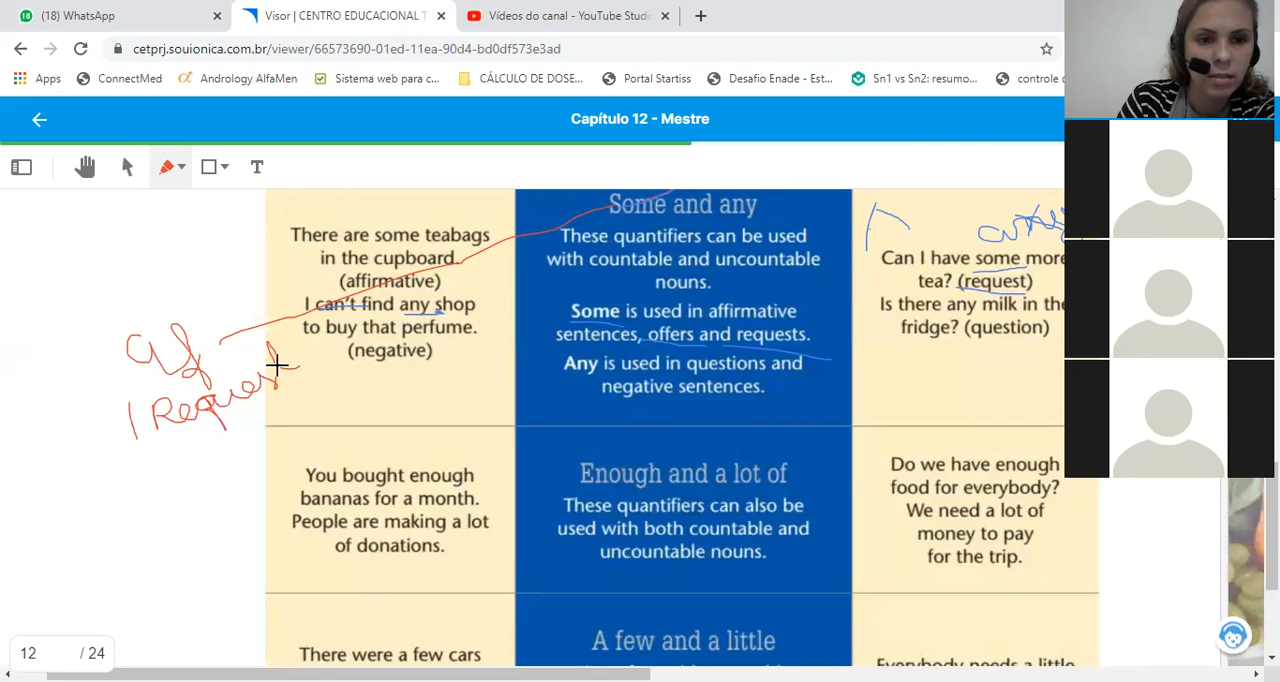 (18) WhatsApp
Visor | CENTRO EDUCACIONAL T
Vídeos do canal - YouTube Studio
cetprj.souionica.com.br/viewer/66573690-01ed-11ea-90d4-bd0df573e3ad
Apps
ConnectMed
Andrology AlfaMen
Sistema web para c...
CÁLCULO DE DOSE...
Portal Startiss
Desafio Enade - Est...
Sn1 vs Sn2: resumo...
controle
Capítulo 12 - Mestre
T
There are some teabags
in the cupboard.
(affirmative)
I can't find any shop
to buy that perfume.
(negative)
Some and any
These quantifiers can be used
with countable and uncountable
nouns.
Some is used in affirmative
sentences, offers and requests.
Any is used in questions and
negative sentences.
Can I have some more
tea? (request)
Is there any milk in the
fridge? (question)
af
Request
You bought enough
bananas for a month.
People are making a lot
of donations.
Enough and a lot of
These quantifiers can also be
used with both countable and
uncountable nouns.
Do we have enough
food for everybody?
We need a lot of
money to pay
for the trip.
There were a few cars
A few and a little
Everybody needs a little
12 / 24